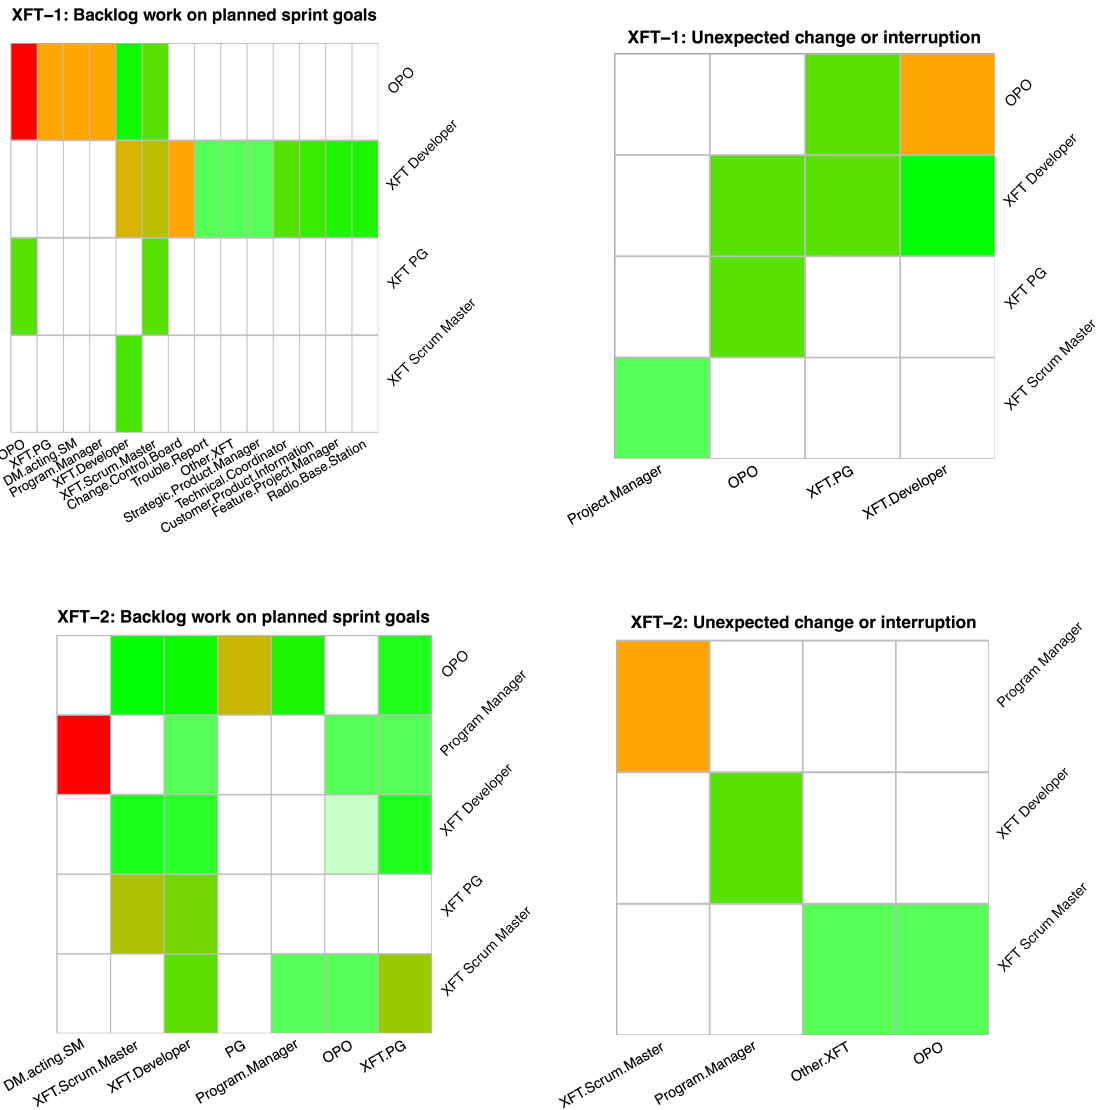 XFT–1: Backlog work on planned sprint goals
OPO
XFT Developer
XFT PG
XFT Scrum Master
OPO
XFT.PG
DM.acting.SM
Program.Manager
XFT.Developer
XFT.Scrum.Master
Change.Control.Board
Trouble.Report
Other.XFT
Strategic.Product.Manager
Technical.Coordinator
Customer.Product.Information
Feature.Project.Manager
Radio.Base.Station
XFT–1: Unexpected change or interruption
OPO
XFT Developer
XFT PG
XFT Scrum Master
Project.Manager
OPO
XFT.PG
XFT.Developer
XFT–2: Backlog work on planned sprint goals
OPO
Program Manager
XFT Developer
XFT PG
XFT Scrum Master
DM.acting.SM
XFT.Scrum.Master
XFT.Developer
PG
Program.Manager
OPO
XFT.PG
XFT–2: Unexpected change or interruption
Program Manager
XFT Developer
XFT Scrum Master
XFT.Scrum.Master
Program.Manager
Other.XFT
OPO